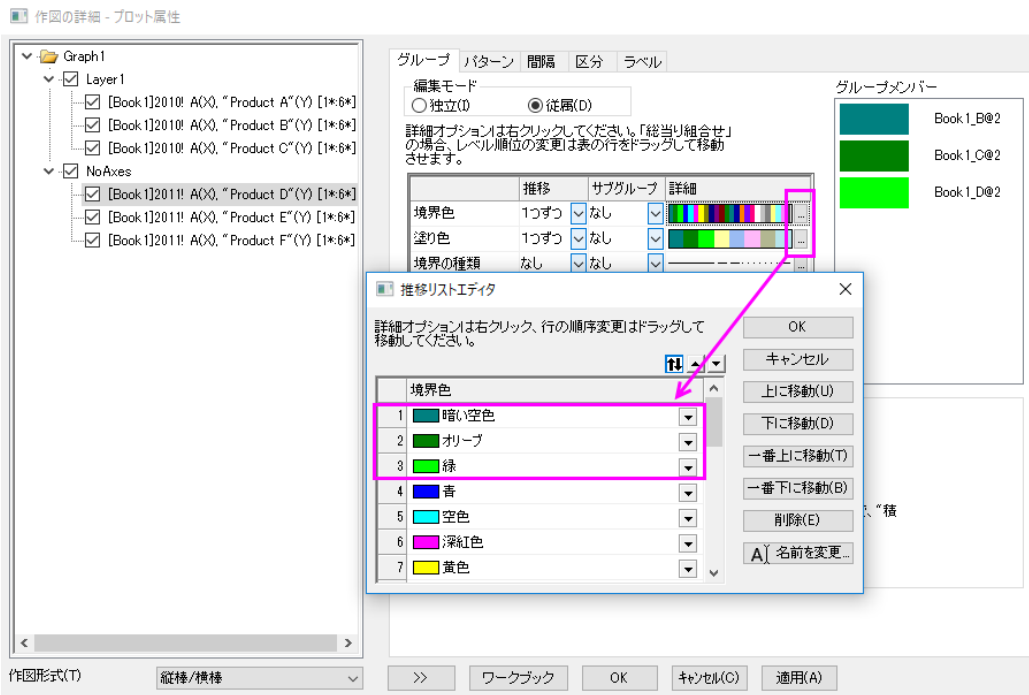 作図の詳細 - プロット属性
Graph1
Layer1
[Book1]2010! A(X), "Product A"(Y) [1*:6*]
[Book1]2010! A(X), "Product B"(Y) [1*:6*]
[Book1]2010! A(X), "Product C"(Y) [1*:6*]
NoAxes
[Book1]2011! A(X), "Product D"(Y) [1*:6*]
[Book1]2011! A(X), "Product E"(Y) [1*:6*]
[Book1]2011! A(X), "Product F"(Y) [1*:6*]
グループ パターン 間隔 区分 ラベル
編集モード
独立(I) 従属(D)
詳細オプションは右クリックしてください。「総当り組合せ」
の場合、レベル順位の変更は表の行をドラッグして移動
させます。
推移 サブグループ 詳細
境界色 1つずつ なし ...
塗り色 1つずつ なし ...
境界の種類 なし なし ...
グループメンバー
Book1_B@2
Book1_C@2
Book1_D@2
推移リストエディタ
詳細オプションは右クリック、行の順序変更はドラッグして
移動してください。
境界色
1 暗い空色
2 オリーブ
3 緑
4 青
5 空色
6 深紅色
7 黄色
OK
キャンセル
上に移動(U)
下に移動(D)
一番上に移動(T)
一番下に移動(B)
削除(E)
A 名前を変更...
、"積
作図形式(T) 縦棒/横棒 >> ワークブック OK キャンセル(C) 適用(A)